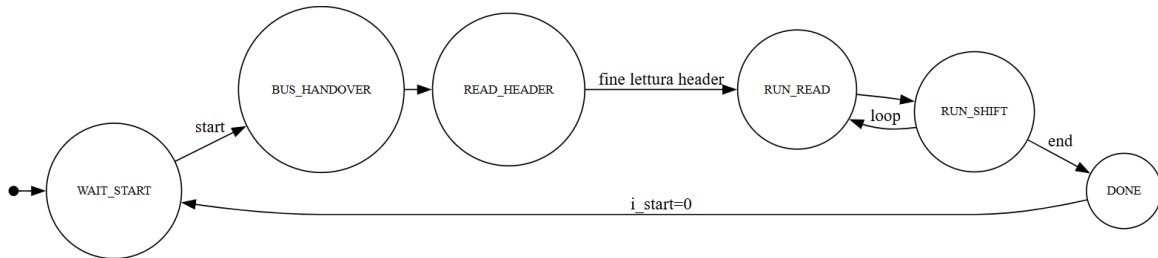 BUS_HANDOVER
READ_HEADER
fine lettura header
RUN_READ
loop
RUN_SHIFT
start
end
WAIT_START
i_start=0
DONE